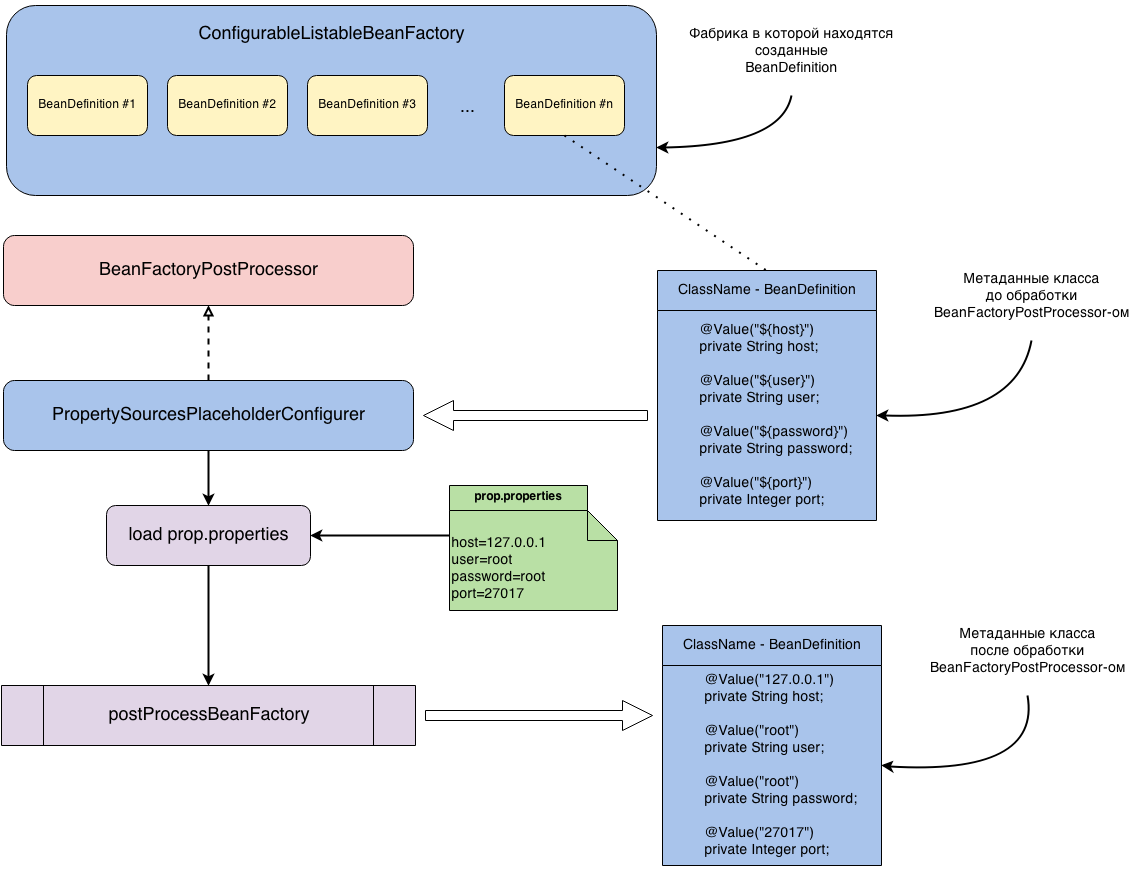 ConfigurableListableBeanFactory
BeanDefinition #1
BeanDefinition #2
BeanDefinition #3
...
BeanDefinition #n
Фабрика в которой находятся
созданные
BeanDefinition
BeanFactoryPostProcessor
ClassName - BeanDefinition
@Value("${host}")
private String host;
@Value("${user}")
private String user;
@Value("${password}")
private String password;
@Value("${port}")
private Integer port;
Метаданные класса
до обработки
BeanFactoryPostProcessor-ом
PropertySourcesPlaceholderConfigurer
load prop.properties
prop.properties
host=127.0.0.1
user=root
password=root
port=27017
postProcessBeanFactory
ClassName - BeanDefinition
@Value("127.0.0.1")
private String host;
@Value("root")
private String user;
@Value("root")
private String password;
@Value("27017")
private Integer port;
Метаданные класса
после обработки
BeanFactoryPostProcessor-ом